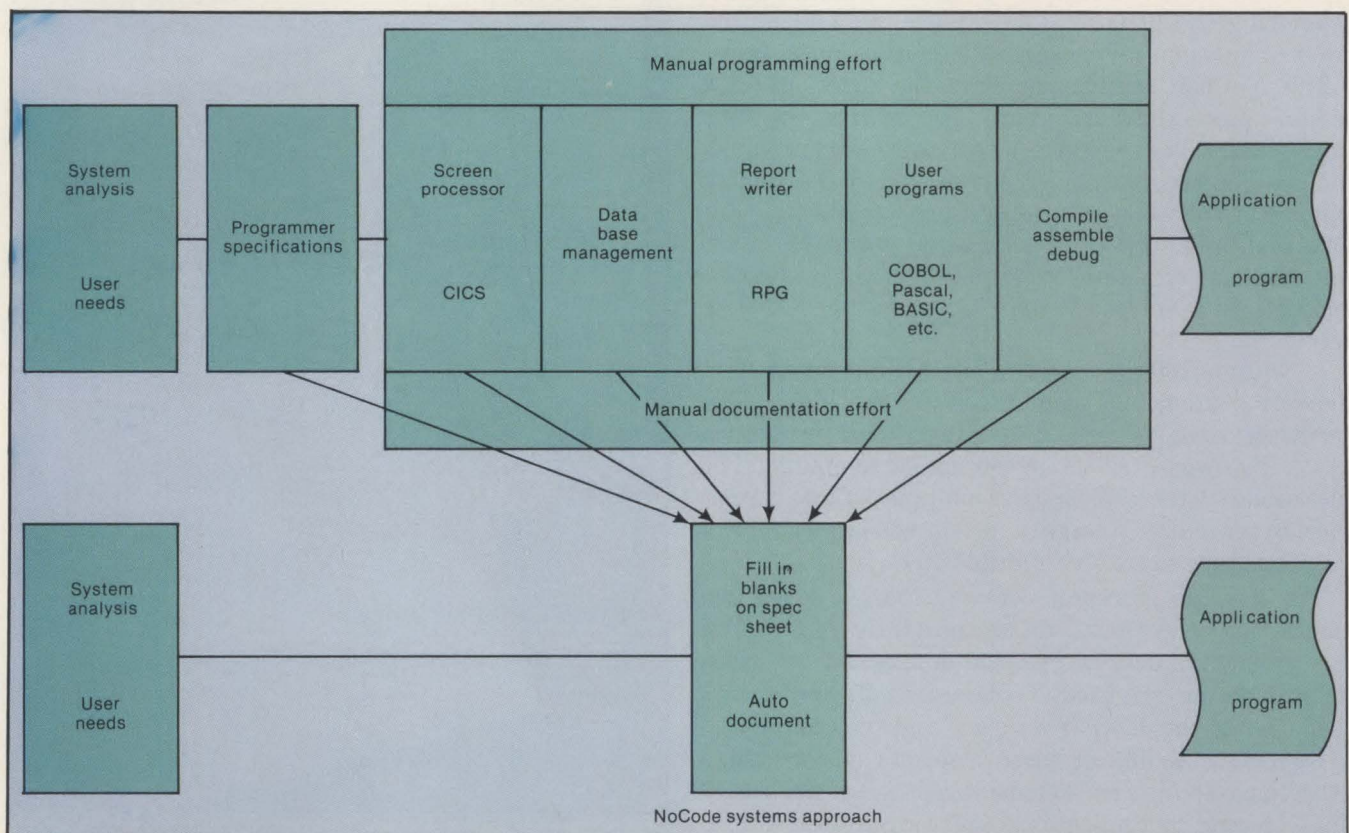 Manual programming effort
System
analysis
User
needs
Programmer
specifications
Screen
processor
CICS
Data
base
management
Report
writer
RPG
User
programs
COBOL,
Pascal,
BASIC,
etc.
Compile
assemble
debug
Application
program
Manual documentation effort
System
analysis
User
needs
Fill in
blanks
on spec
sheet
Auto
document
Application
program
NoCode systems approach